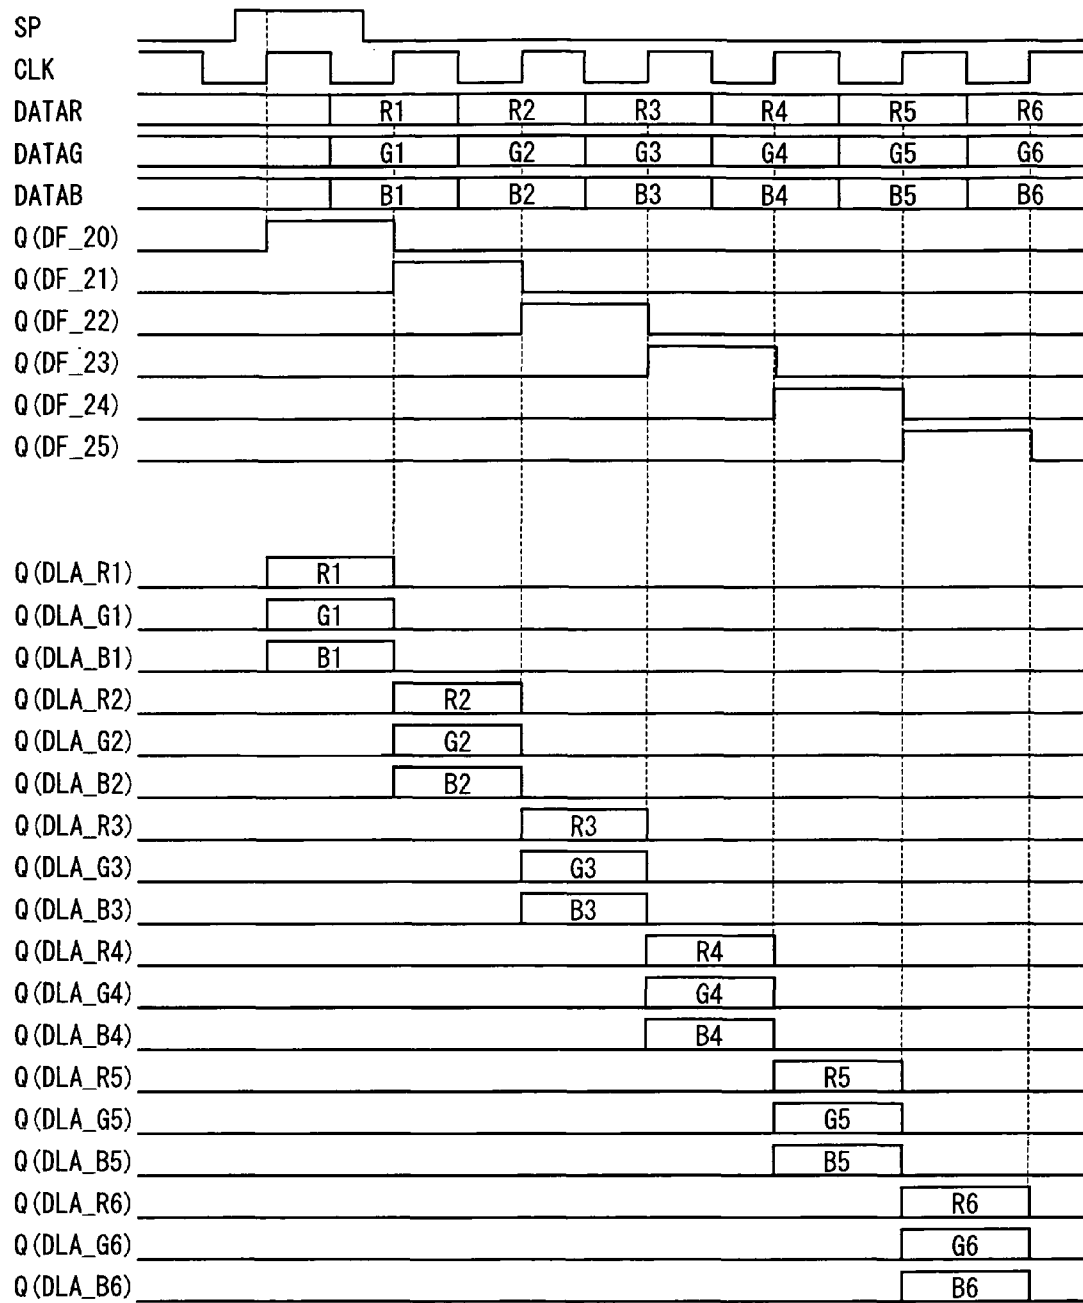 SP
CLK
DATAR R1 R2 R3 R4 R5 R6
DATAG G1 G2 G3 G4 G5 G6
DATAB B1 B2 B3 B4 B5 B6
Q(DF_20)
Q(DF_21)
Q(DF_22)
Q(DF_23)
Q(DF_24)
Q(DF_25)
Q(DLA_R1) R1
Q(DLA_G1) G1
Q(DLA_B1) B1
Q(DLA_R2) R2
Q(DLA_G2) G2
Q(DLA_B2) B2
Q(DLA_R3) R3
Q(DLA_G3) G3
Q(DLA_B3) B3
Q(DLA_R4) R4
Q(DLA_G4) G4
Q(DLA_B4) B4
Q(DLA_R5) R5
Q(DLA_G5) G5
Q(DLA_B5) B5
Q(DLA_R6) R6
Q(DLA_G6) G6
Q(DLA_B6) B6